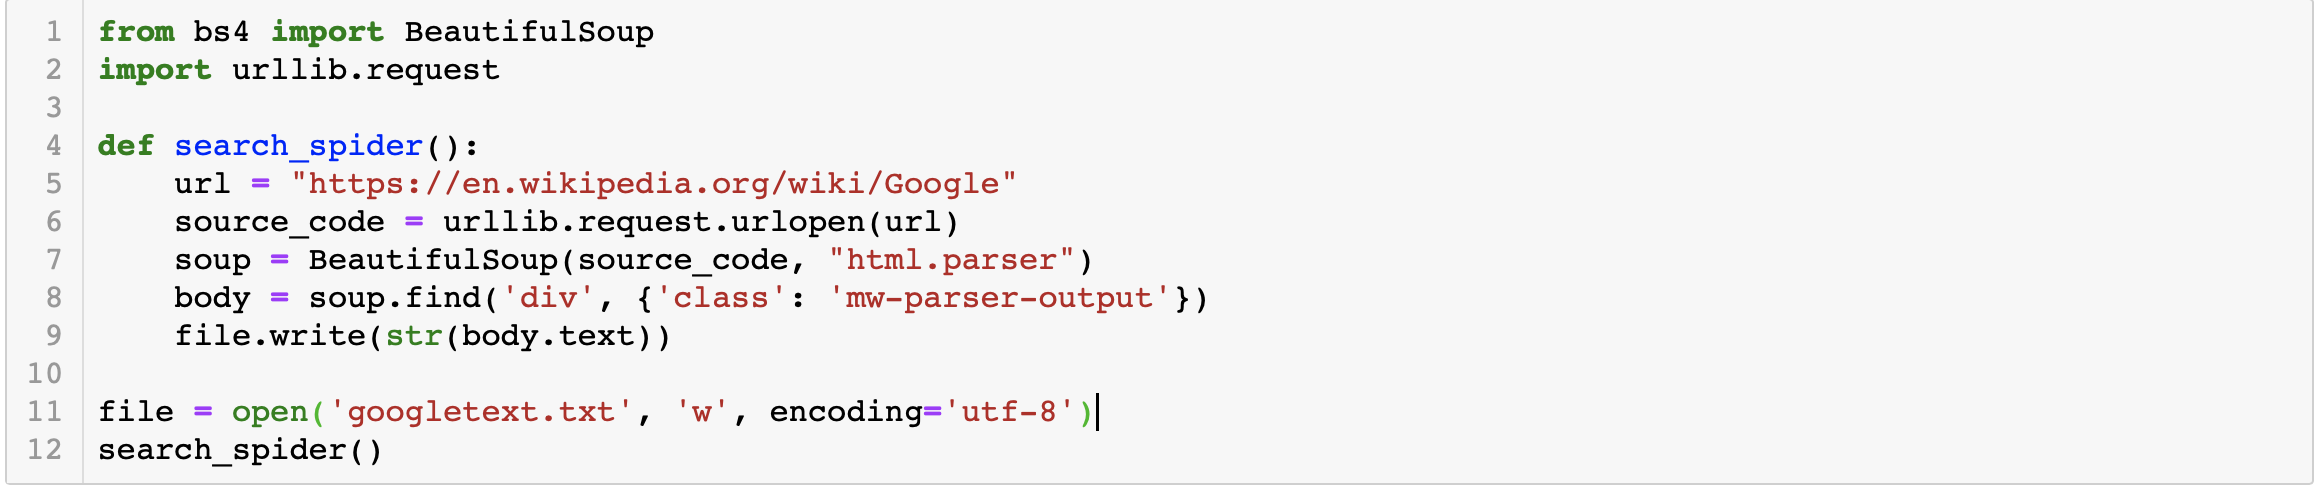 1 from bs4 import BeautifulSoup
2 import urllib.request
3
4 def search_spider():
5     url = "https://en.wikipedia.org/wiki/Google"
6     source_code = urllib.request.urlopen(url)
7     soup = BeautifulSoup(source_code, "html.parser")
8     body = soup.find('div', {'class': 'mw-parser-output'})
9     file.write(str(body.text))
10
11 file = open('googletext.txt', 'w', encoding='utf-8')
12 search_spider()